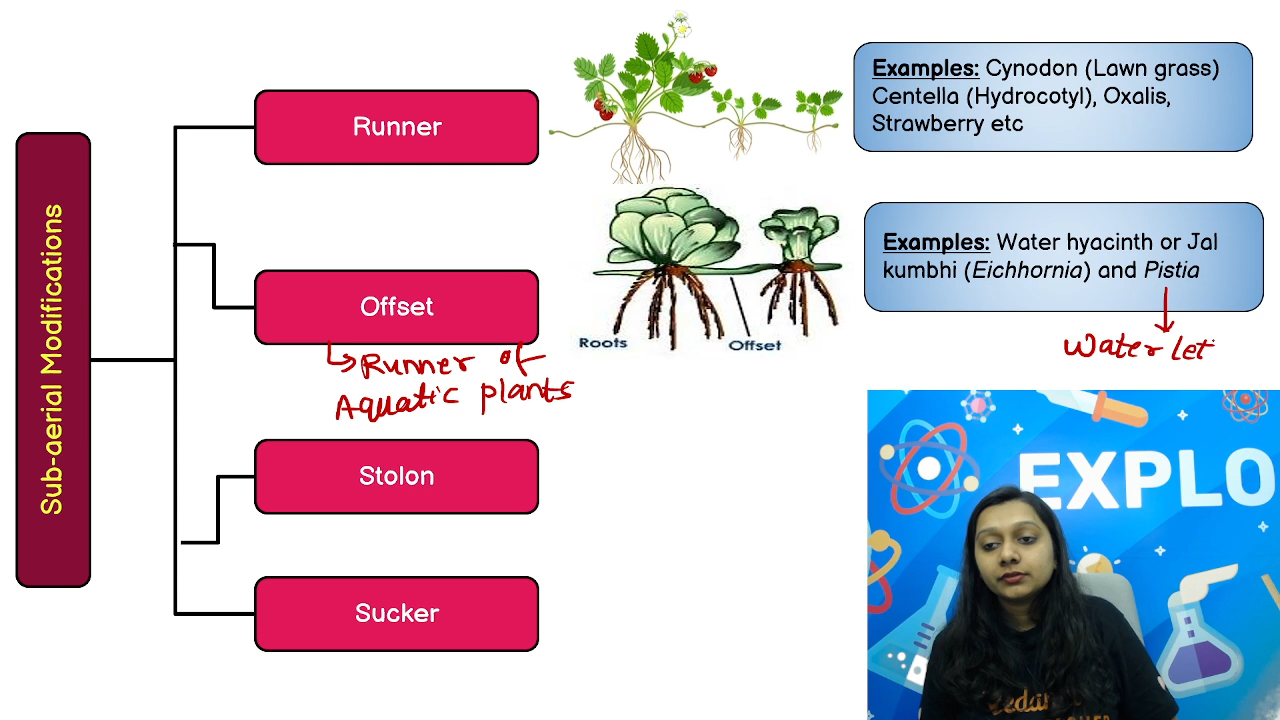 Sub-aerial Modifications
Runner
Examples: Cynodon (Lawn grass)
Centella (Hydrocotyl), Oxalis,
Strawberry etc
Offset
Runner of
Aquatic plants
Roots
Offset
Examples: Water hyacinth or Jal
kumbhi (Eichhornia) and Pistia
Water let
Stolon
Sucker
EXPLO